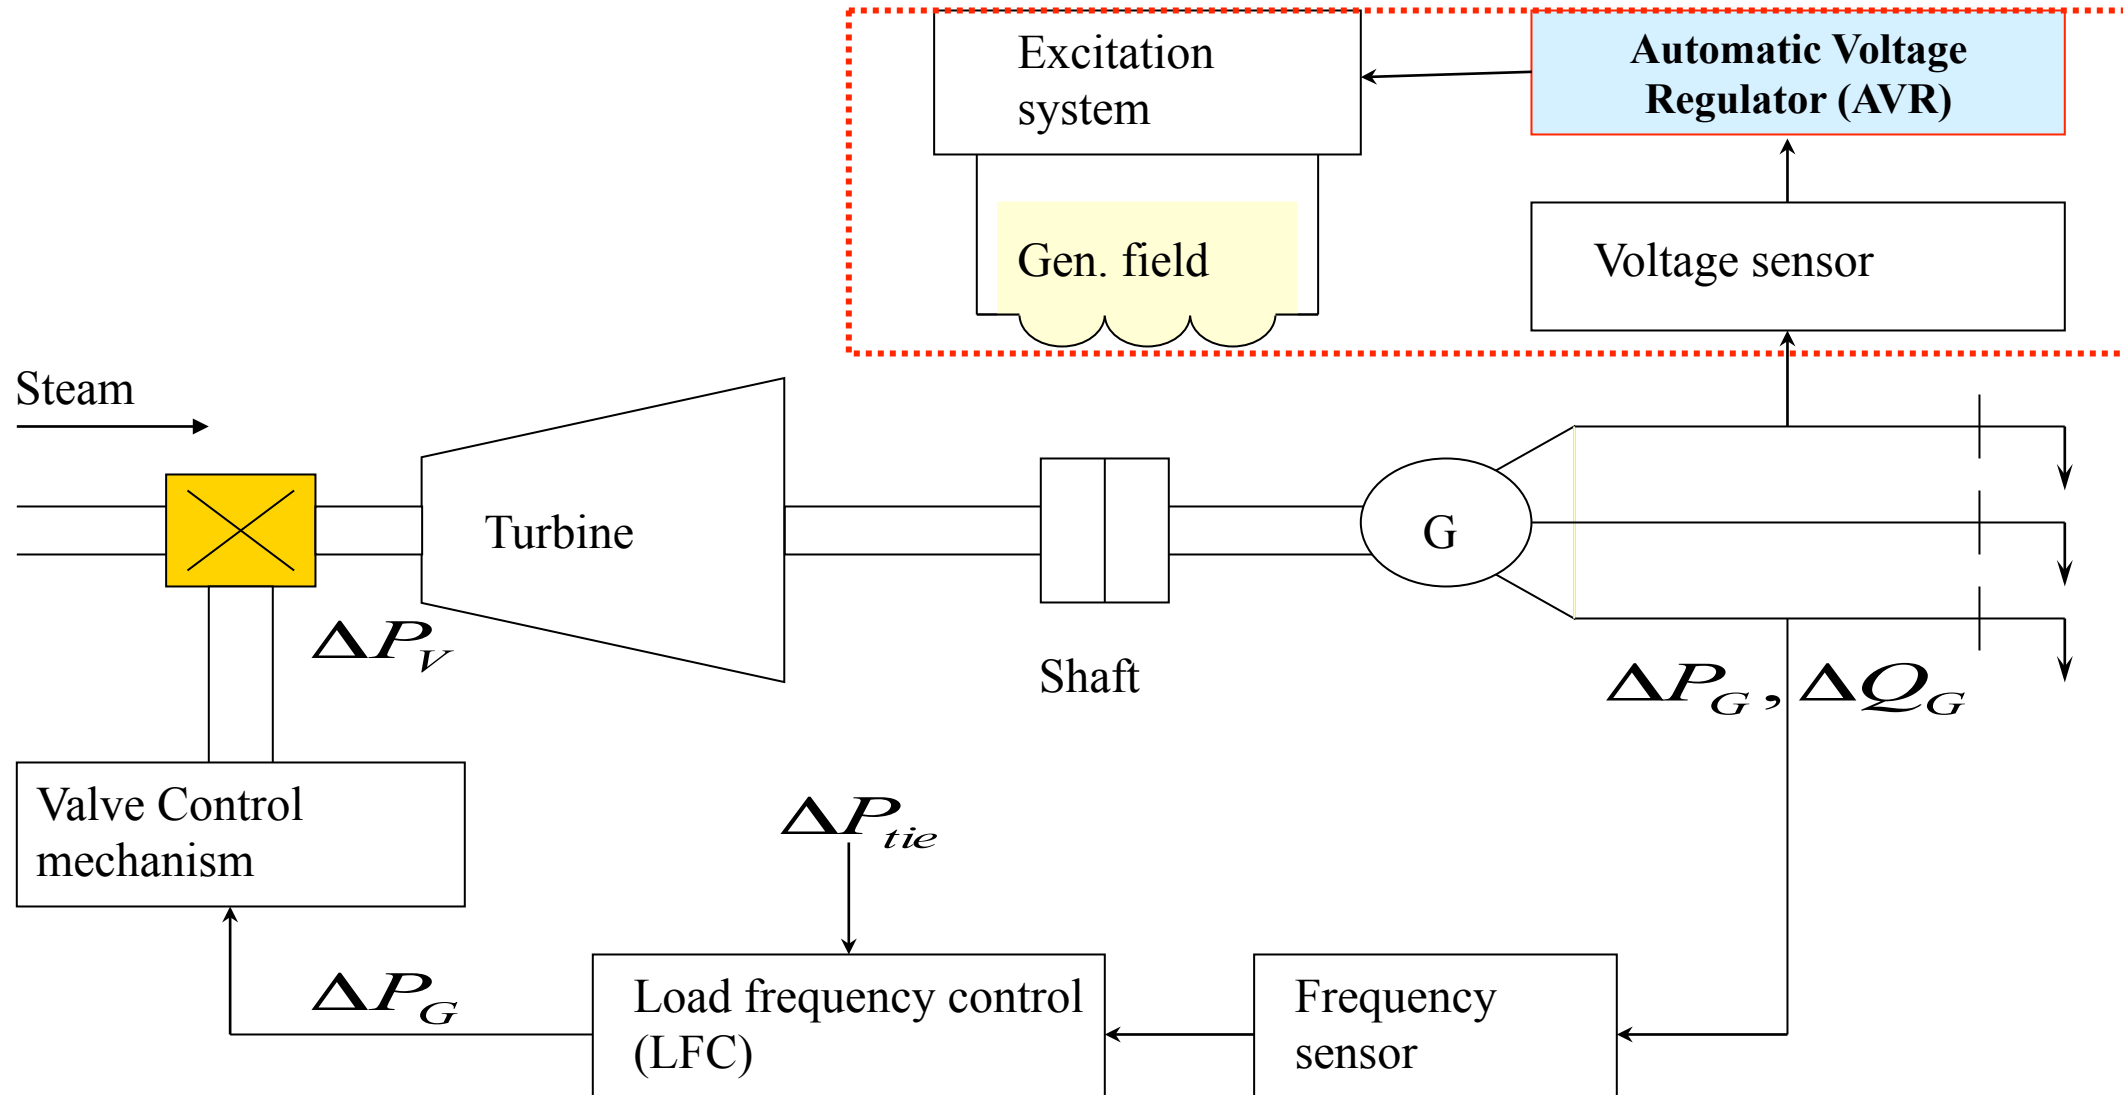 Excitation
system
Automatic Voltage
Regulator (AVR)
Gen. field
Voltage sensor
Steam
Turbine
G
ΔP_V
Shaft
ΔP_G, ΔQ_G
Valve Control
mechanism
ΔP_tie
ΔP_G
Load frequency control
(LFC)
Frequency
sensor